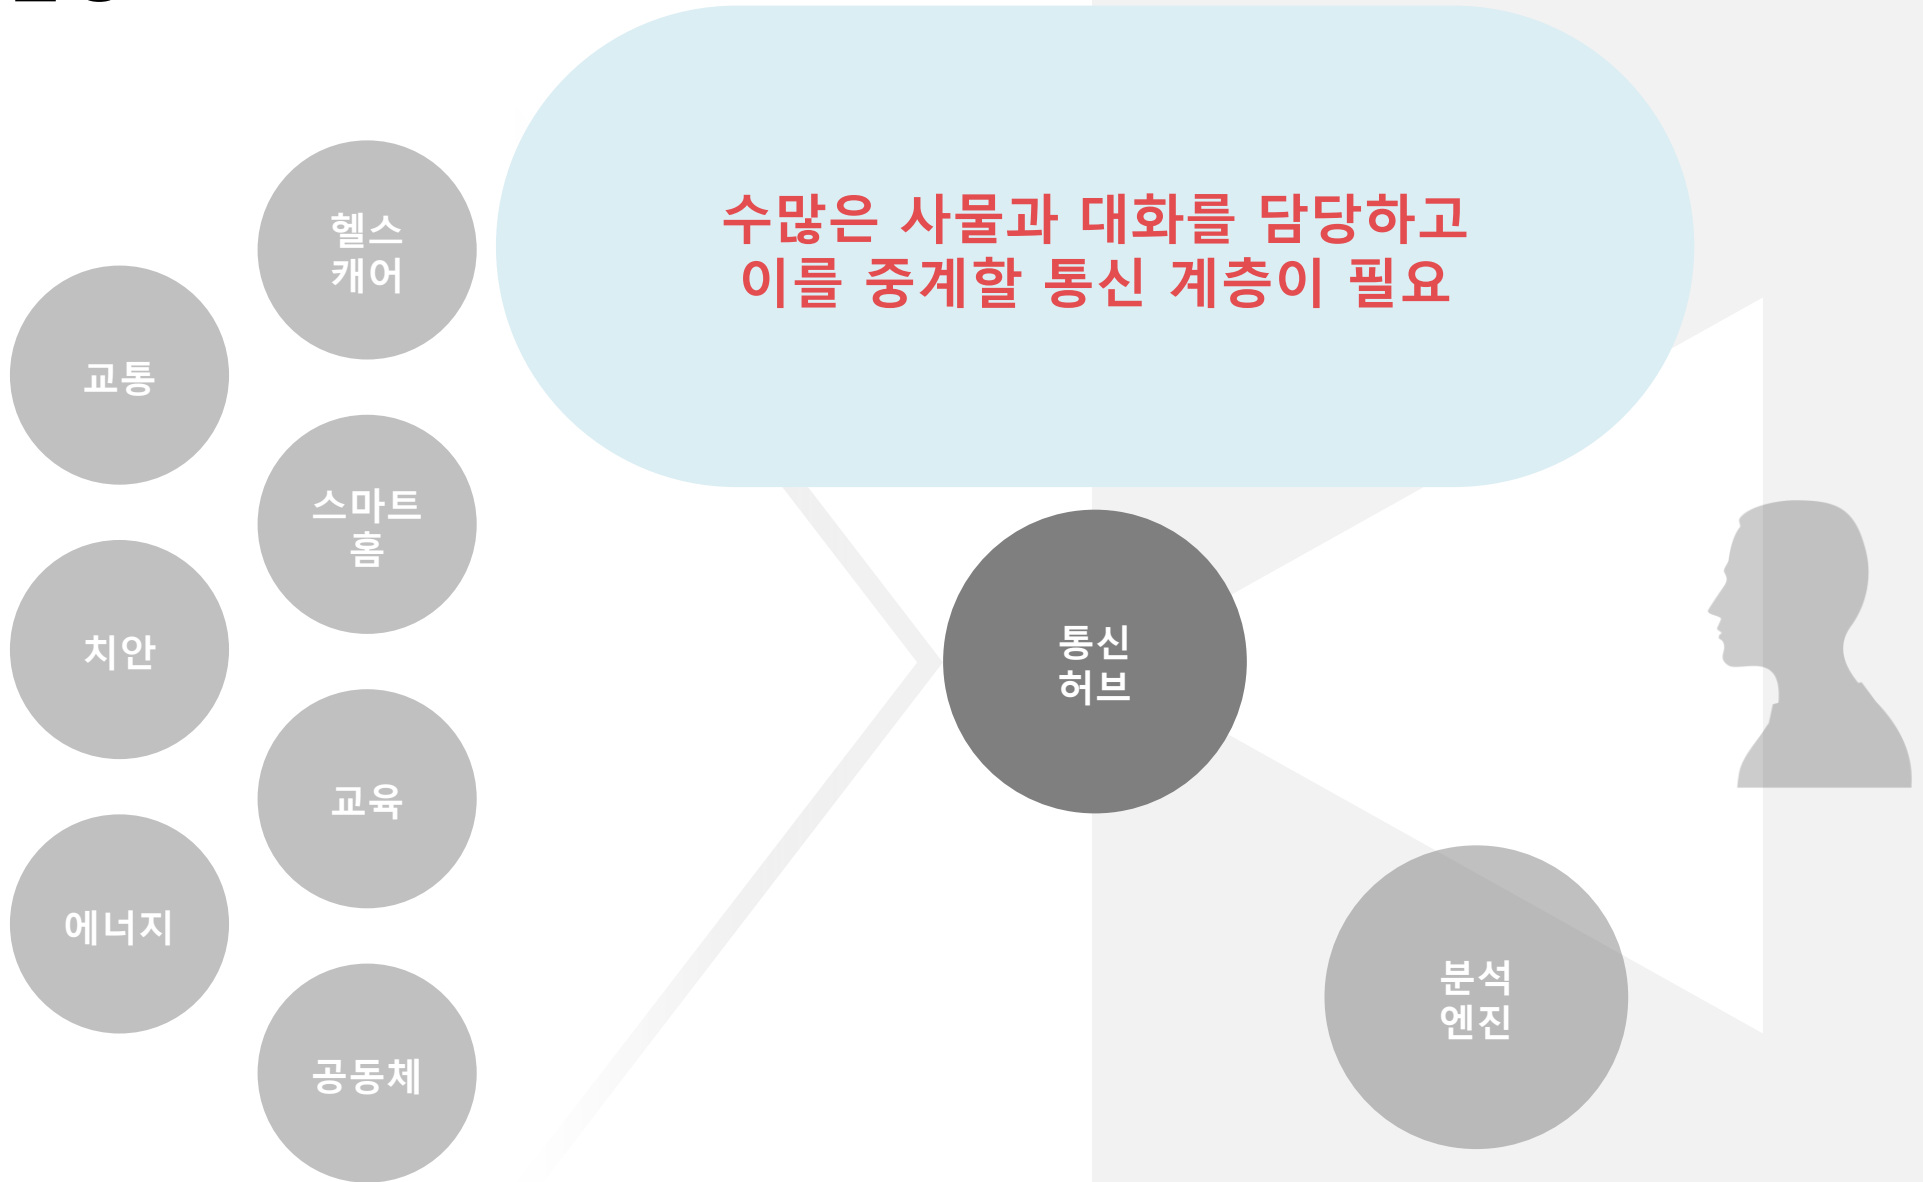 수많은 사물과 대화를 담당하고
이를 중계할 통신 계층이 필요
헬스
캐어
교통
스마트
홈
치안
교육
에너지
공동체
통신
허브
분석
엔진